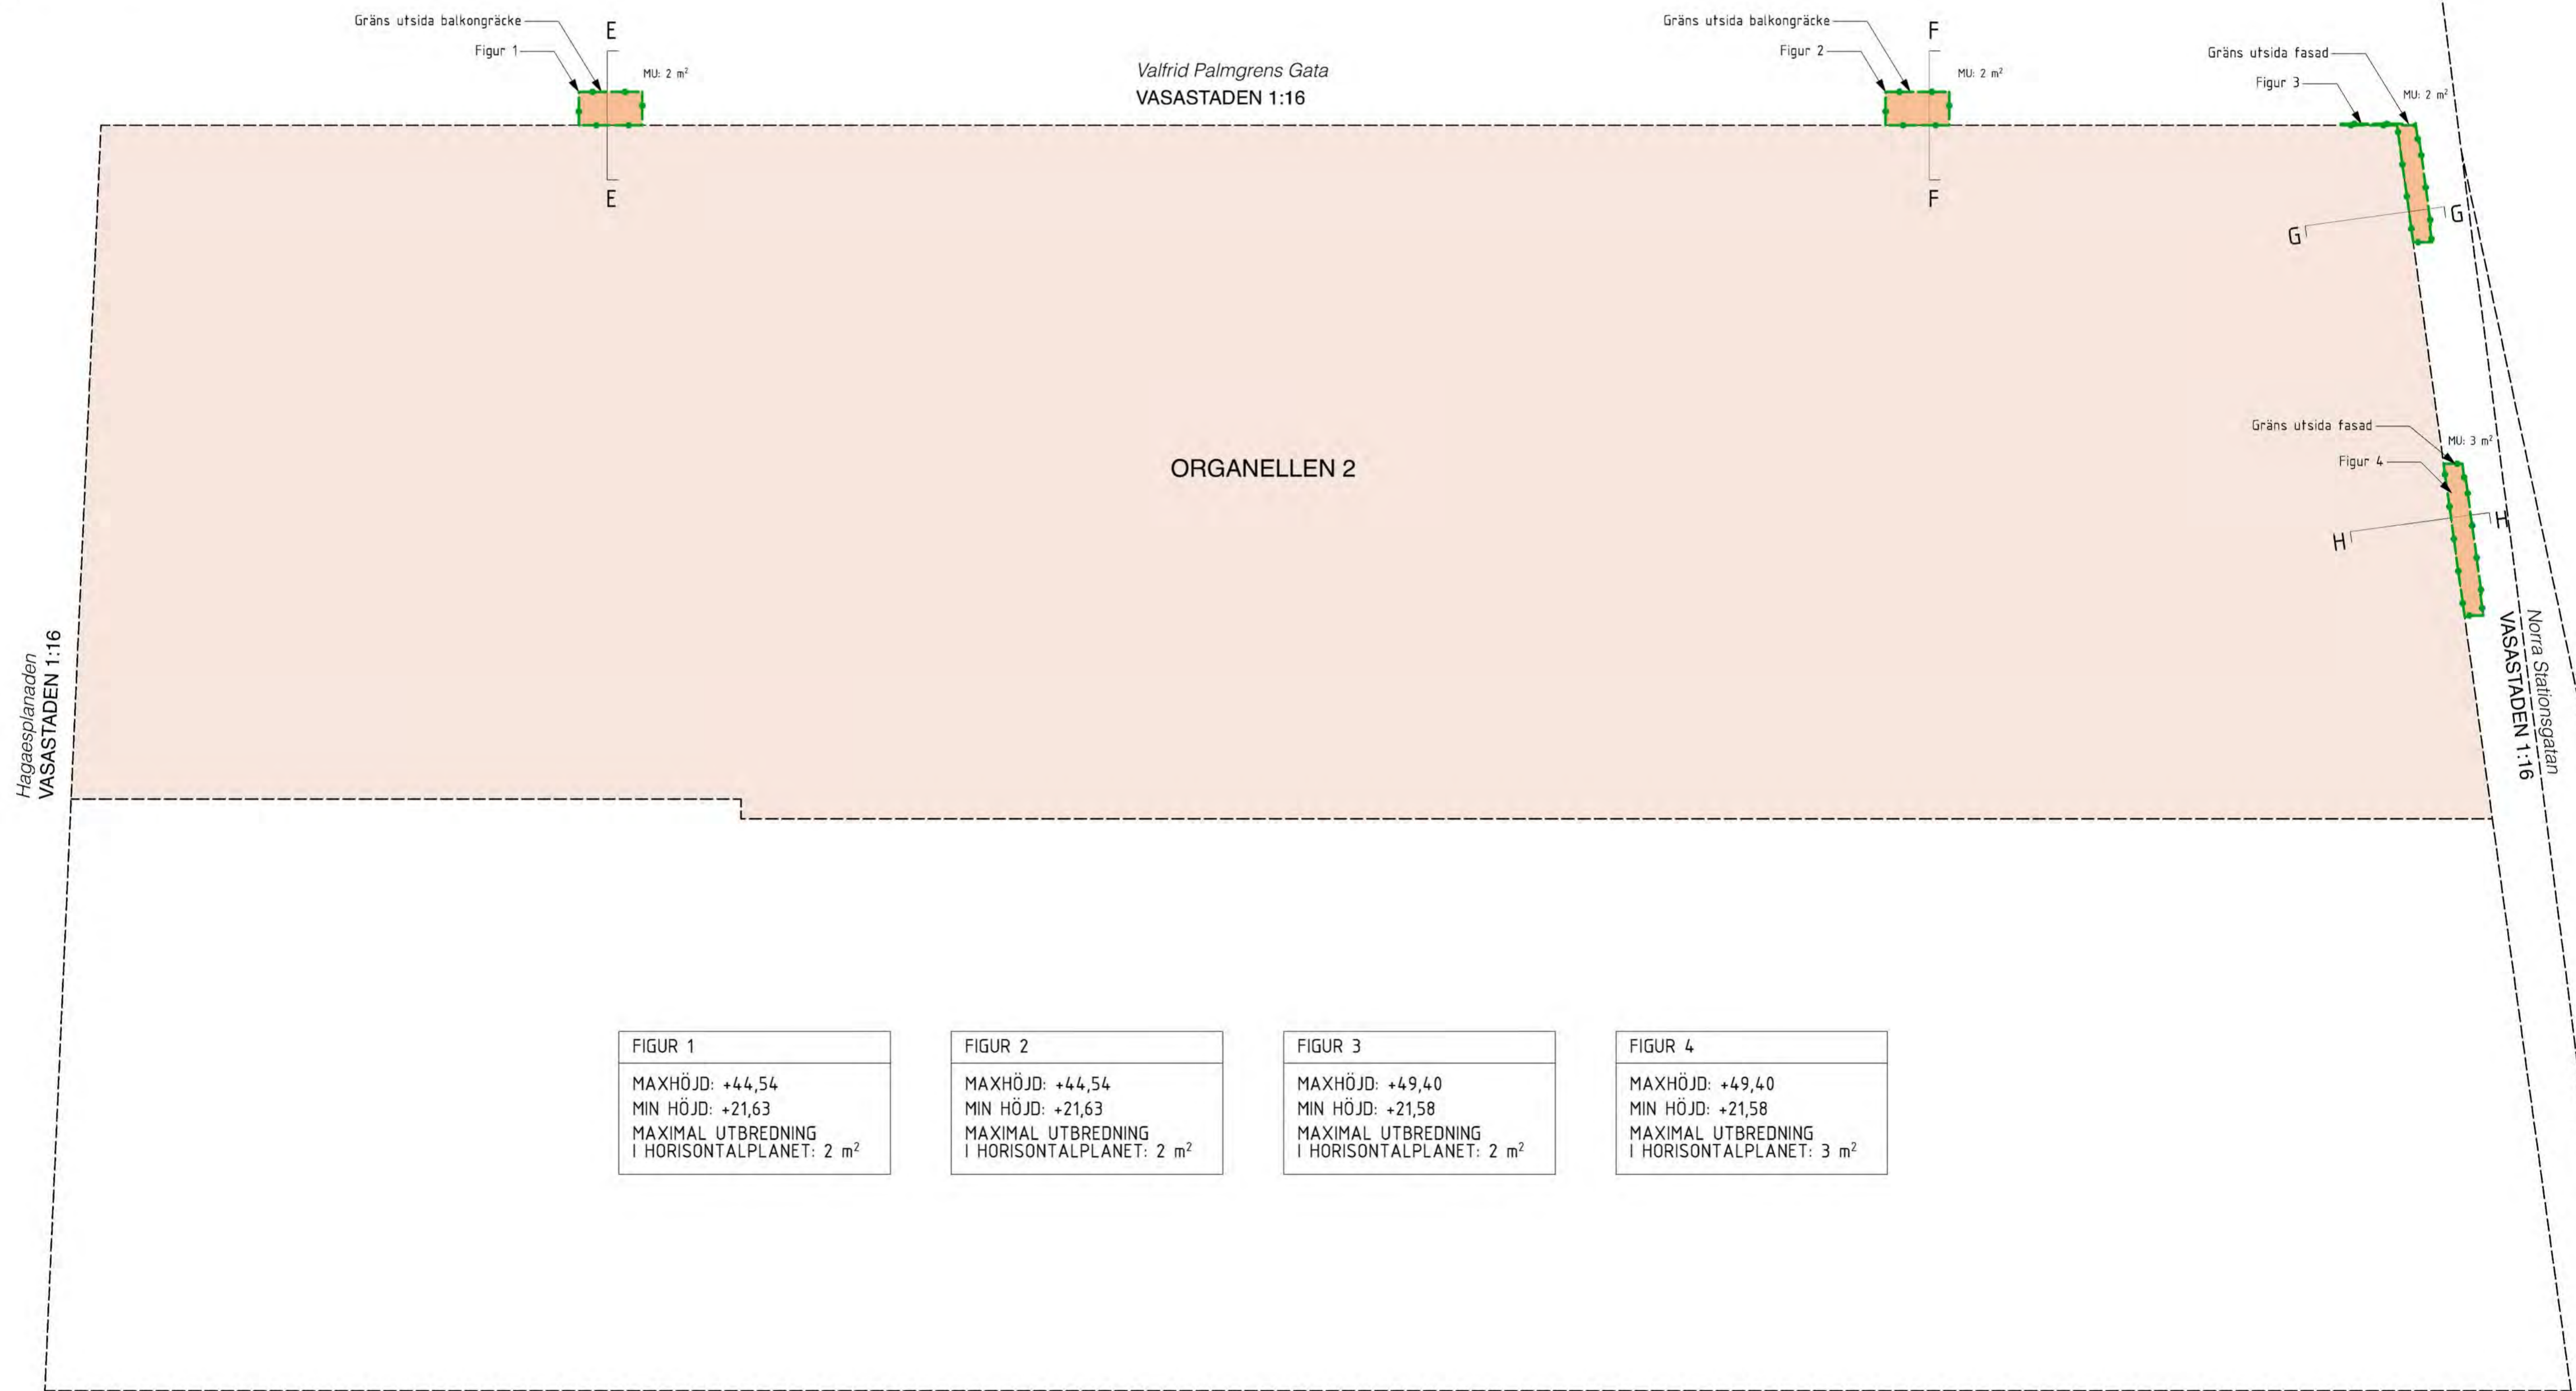 Gräns utsida balkongräcke
Figur 1
E
MU: 2 m²
E
Valfrid Palmgrens Gata
VASASTADEN 1:16
Gräns utsida balkongräcke
Figur 2
F
MU: 2 m²
F
Gräns utsida fasad
Figur 3
MU: 2 m²
G
G
ORGANELLEN 2
Gräns utsida fasad
MU: 3 m²
Figur 4
H
H
Hagaesplanaden
VASASTADEN 1:16
Norra Stationsgatan
VASASTADEN 1:16
FIGUR 1
MAXHÖJD: +44,54
MIN HÖJD: +21,63
MAXIMAL UTBREDNING
I HORISONTALPLANET: 2 m²
FIGUR 2
MAXHÖJD: +44,54
MIN HÖJD: +21,63
MAXIMAL UTBREDNING
I HORISONTALPLANET: 2 m²
FIGUR 3
MAXHÖJD: +49,40
MIN HÖJD: +21,58
MAXIMAL UTBREDNING
I HORISONTALPLANET: 2 m²
FIGUR 4
MAXHÖJD: +49,40
MIN HÖJD: +21,58
MAXIMAL UTBREDNING
I HORISONTALPLANET: 3 m²